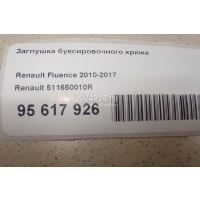 Заглушка буксировочного крюка
Renault Fluence 2010-2017
Renault 511650010R
95 617 926